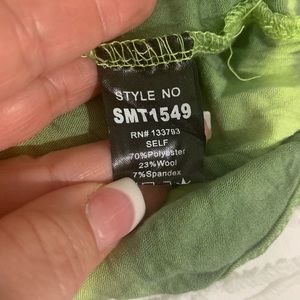 STYLE NO
SMT1549
RN# 133793
SELF
70%Polyester
23%Wool
7%Spandex